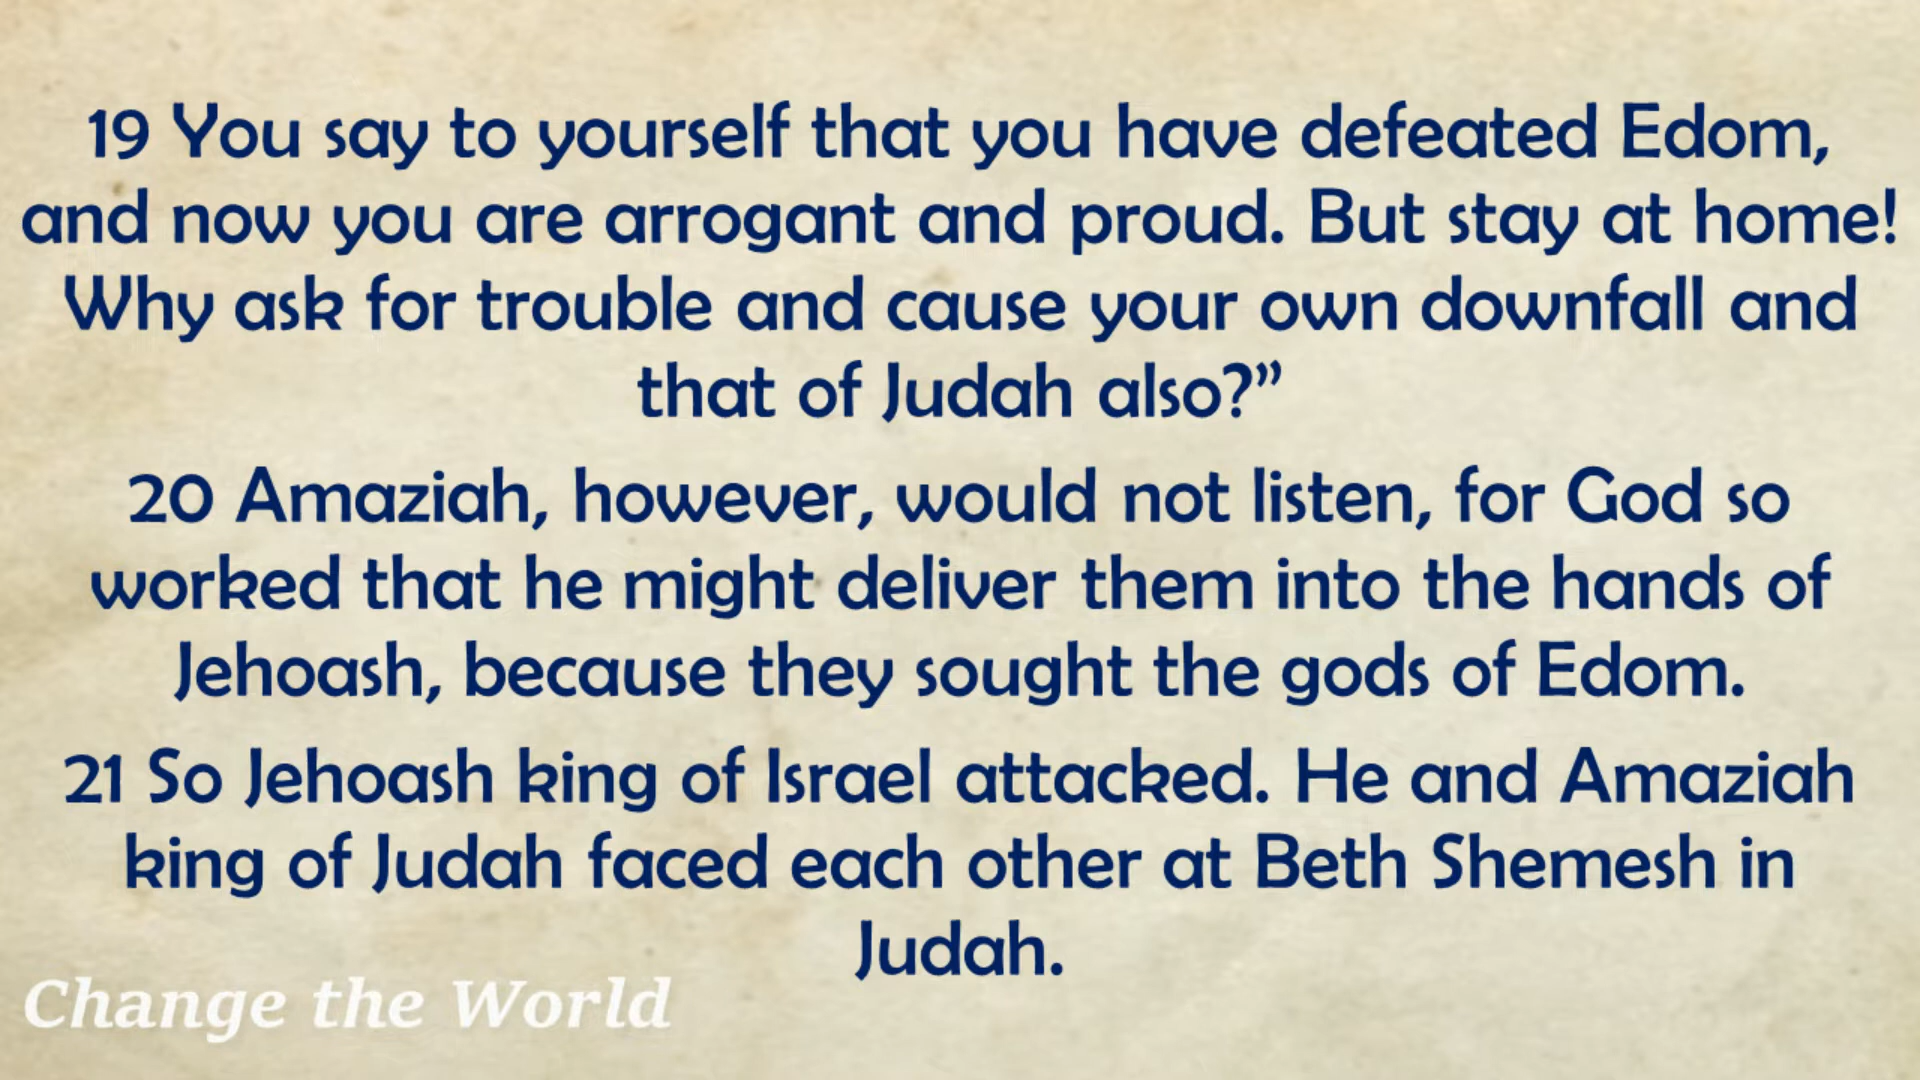 19 You say to yourself that you have defeated Edom,
and now you are arrogant and proud. But stay at home!
Why ask for trouble and cause your own downfall and
that of Judah also?”
20 Amaziah, however, would not listen, for God so
worked that he might deliver them into the hands of
Jehoash, because they sought the gods of Edom.
21 So Jehoash king of Israel attacked. He and Amaziah
king of Judah faced each other at Beth Shemesh in
Judah.
Change the World